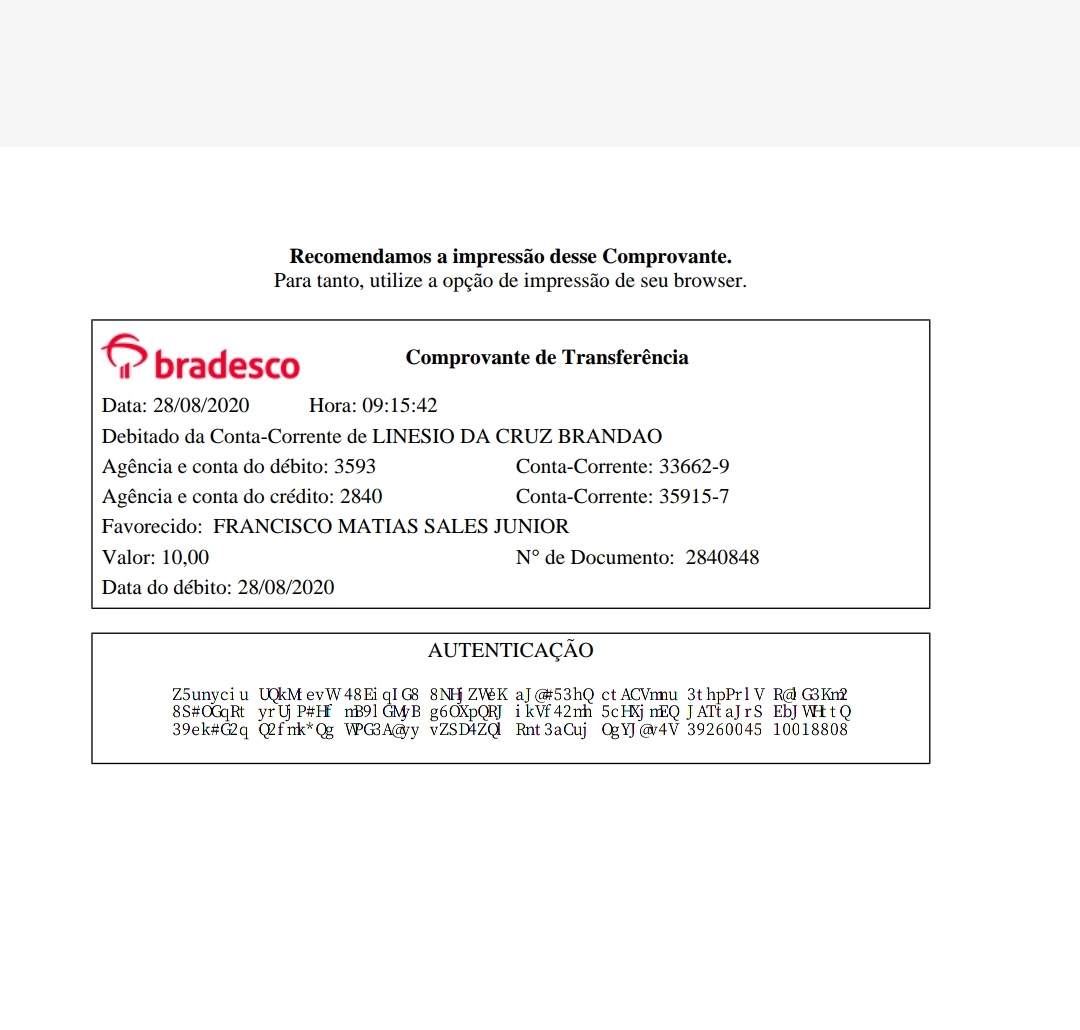 Recomendamos a impressão desse Comprovante.
Para tanto, utilize a opção de impressão de seu browser.
bradesco
Comprovante de Transferência
Data: 28/08/2020 Hora: 09:15:42
Debitado da Conta-Corrente de LINESIO DA CRUZ BRANDAO
Agência e conta do débito: 3593 Conta-Corrente: 33662-9
Agência e conta do crédito: 2840 Conta-Corrente: 35915-7
Favorecido: FRANCISCO MATIAS SALES JUNIOR
Valor: 10,00 N° de Documento: 2840848
Data do débito: 28/08/2020
AUTENTICAÇÃO
Z5unyciu UQkMtevW 48EiqIG8 8NHjZWeK aJ@#53hQ ctACVmnu 3thpPrlV R@lG3Km2
8S#OGqRt yrUjP#Hf mB9lGMyB g6OXpQRJ ikVf42mh 5cHXjmEQ JATtaJrS EbJWHttQ
39ek#G2q Q2fmk*Qg WPG3A@yy vZSD4ZQl Rnt3aCuj OgYJ@v4V 39260045 10018808